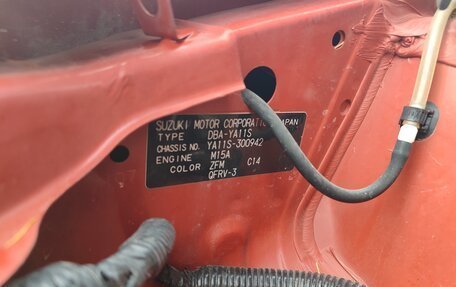 SUZUKI MOTOR CORPORATION JAPAN
TYPE DBA-YA11S
CHASSIS NO. YA11S-300942
ENGINE M15A
COLOR ZFM C14
QFRV-3